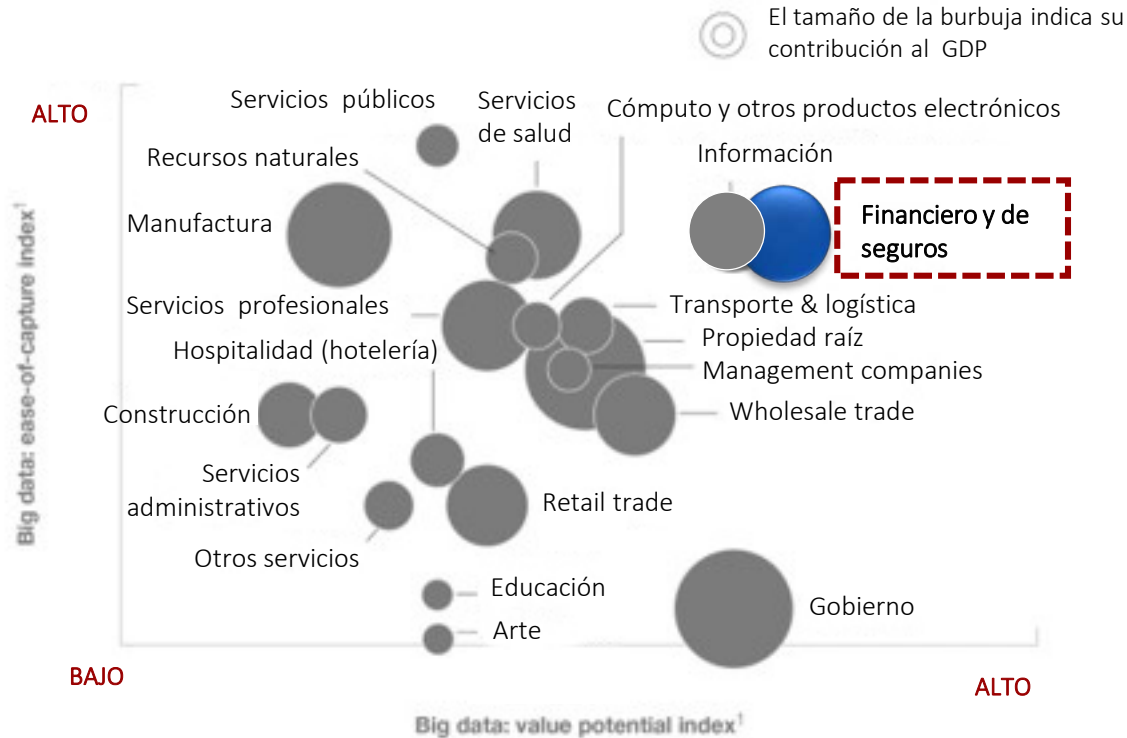 El tamaño de la burbuja indica su
contribución al GDP
ALTO
Servicios públicos
Servicios
de salud
Cómputo y otros productos electrónicos
Recursos naturales
Información
Manufactura
Financiero y de
seguros
Servicios profesionales
Transporte & logística
Propiedad raíz
Hospitalidad (hotelería)
Management companies
Construcción
Wholesale trade
Servicios
administrativos
Retail trade
Otros servicios
Educación
Gobierno
Arte
Big data: ease-of-capture index¹
BAJO
ALTO
Big data: value potential index¹